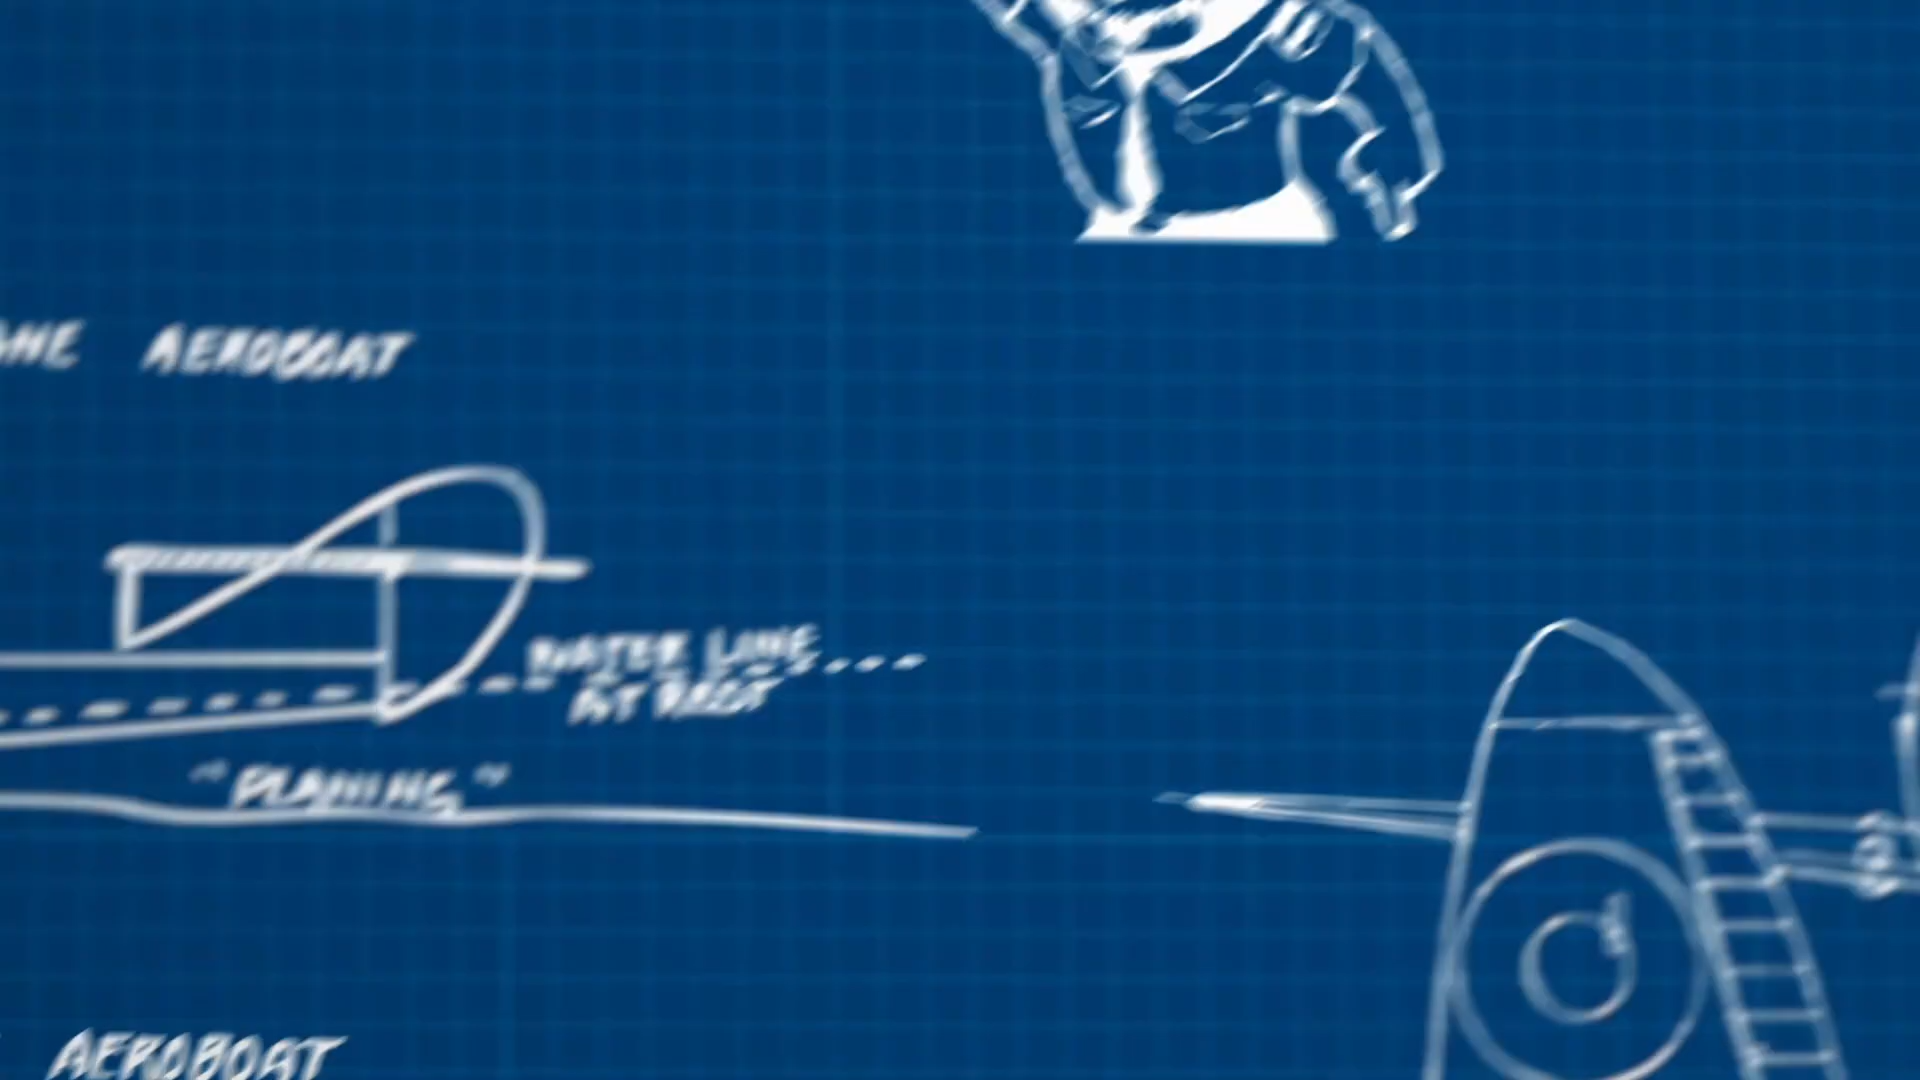 AEROBOAT
WATER LINE
AT REST
"PLANING"
AEROBOAT